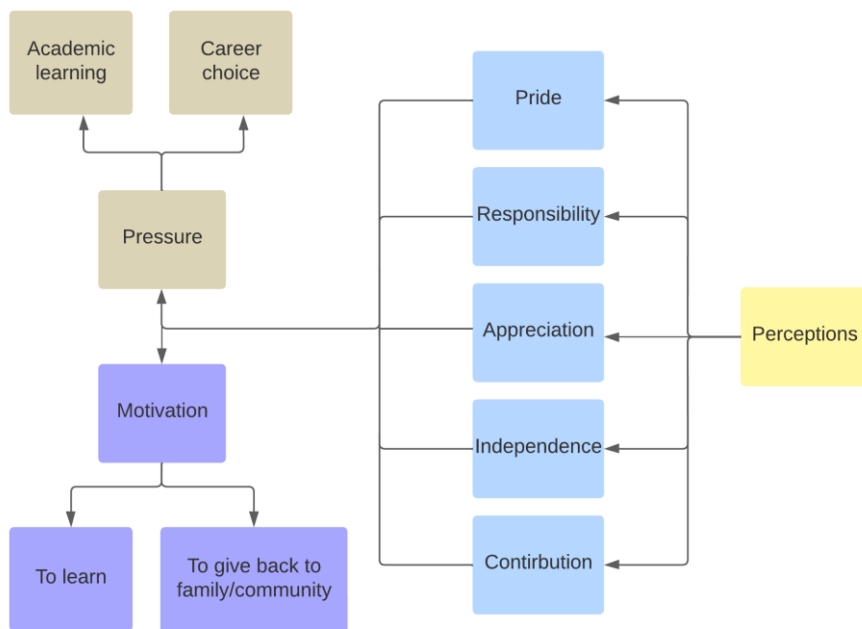 Academic
learning
Career
choice
Pride
Responsibility
Pressure
Appreciation
Perceptions
Motivation
Independence
To learn
To give back to
family/community
Contirbution